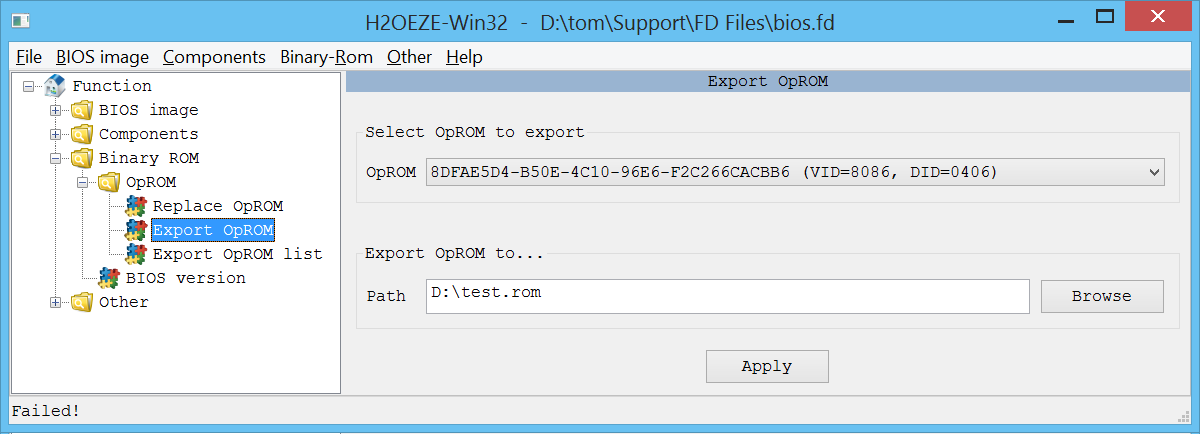 H2OEZE-Win32 - D:\tom\Support\FD Files\bios.fd
File BIOS image Components Binary-Rom Other Help
Function
BIOS image
Components
Binary ROM
OpROM
Replace OpROM
Export OpROM
Export OpROM list
BIOS version
Other
Export OpROM
Select OpROM to export
OpROM 8DFAE5D4-B50E-4C10-96E6-F2C266CACBB6 (VID=8086, DID=0406)
Export OpROM to...
Path D:\test.rom Browse
Apply
Failed!